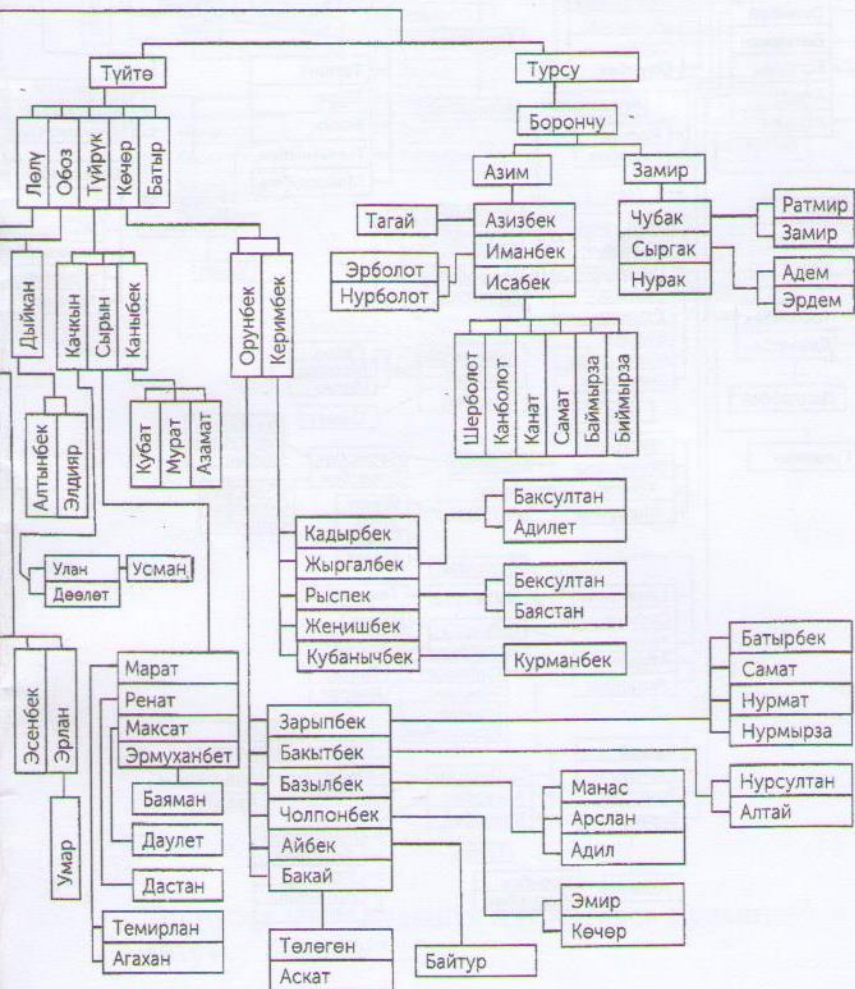 Түйтө
Турсу
Борончу
Лөлү
Обоз
Түйрүк
Көчөр
Батыр
Азим
Замир
Тагай
Азизбек
Иманбек
Исабек
Эрболот
Нурболот
Чубак
Сыргак
Нурак
Ратмир
Замир
Адем
Эрдем
Дыйкан
Качкын
Сырын
Каныбек
Орунбек
Керимбек
Шерболот
Канболот
Канат
Самат
Баймырза
Биймырза
Алтынбек
Элдияр
Кубат
Мурат
Азамат
Улан
Дөөлөт
Усман
Кадырбек
Жыргалбек
Рыспек
Жеңишбек
Кубанычбек
Баксултан
Адилет
Бексултан
Баястан
Курманбек
Эсенбек
Эрлан
Умар
Марат
Ренат
Максат
Эрмуханбет
Баяман
Даулет
Дастан
Темирлан
Агахан
Зарыпбек
Бакытбек
Базылбек
Чолпонбек
Айбек
Бакай
Батырбек
Самат
Нурмат
Нурмырза
Нурсултан
Алтай
Манас
Арслан
Адил
Эмир
Көчөр
Төлөгөн
Аскат
Байтур